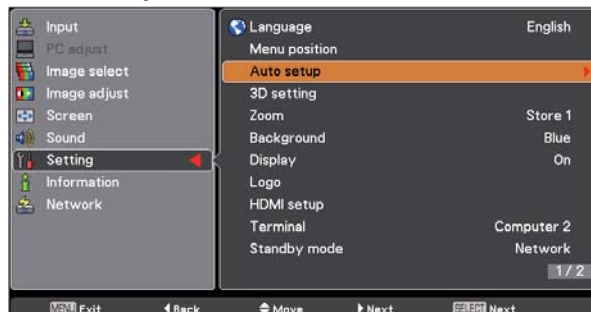 Input
PC adjust
Image select
Image adjust
Screen
Sound
Setting
Information
Network
Language English
Menu position
Auto setup
3D setting
Zoom Store 1
Background Blue
Display On
Logo
HDMI setup
Terminal Computer 2
Standby mode Network
1/2
MENU Exit Back Move Next SELECT Next